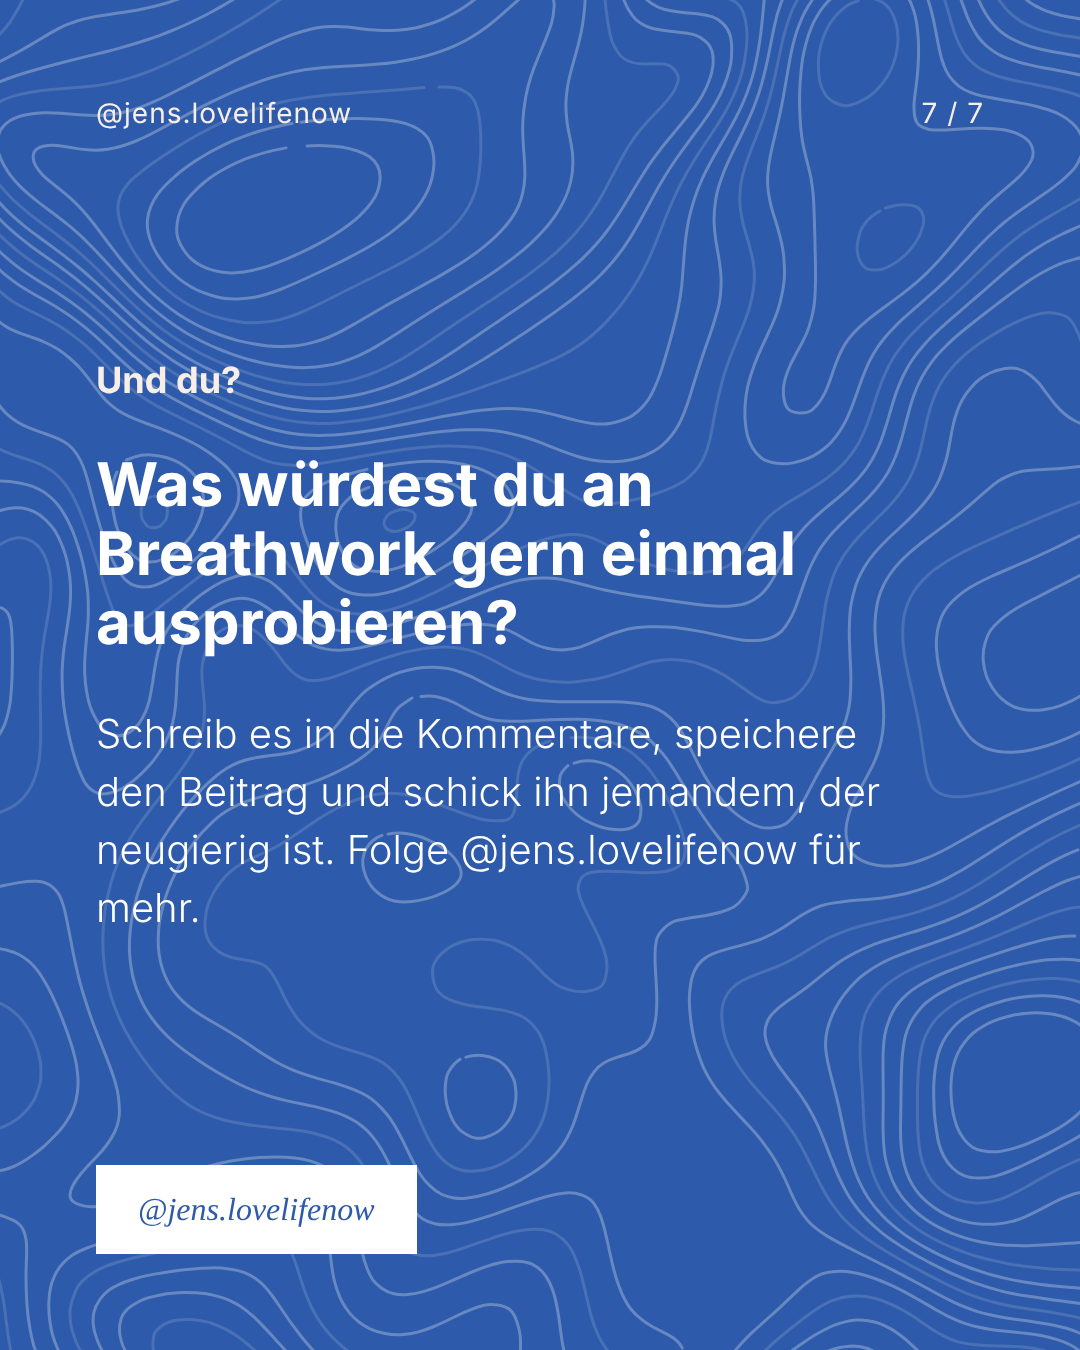 @jens.lovelifenow
7 / 7
Und du?
Was würdest du an
Breathwork gern einmal
ausprobieren?
Schreib es in die Kommentare, speichere
den Beitrag und schick ihn jemandem, der
neugierig ist. Folge @jens.lovelifenow für
mehr.
@jens.lovelifenow